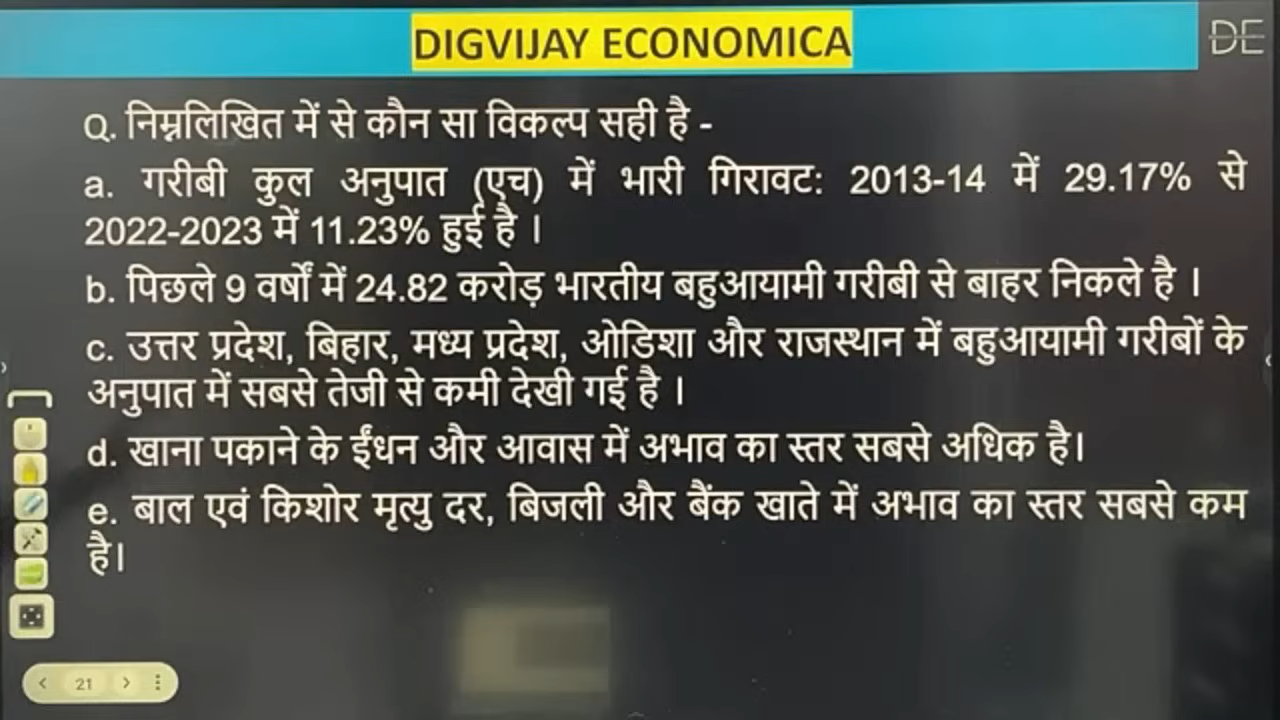 DIGVIJAY ECONOMICA
DE
Q. निम्नलिखित में से कौन सा विकल्प सही है -
a. गरीबी कुल अनुपात (एच) में भारी गिरावट: 2013-14 में 29.17% से
2022-2023 में 11.23% हुई है ।
b. पिछले 9 वर्षों में 24.82 करोड़ भारतीय बहुआयामी गरीबी से बाहर निकले है ।
c. उत्तर प्रदेश, बिहार, मध्य प्रदेश, ओडिशा और राजस्थान में बहुआयामी गरीबों के
अनुपात में सबसे तेजी से कमी देखी गई है ।
d. खाना पकाने के ईंधन और आवास में अभाव का स्तर सबसे अधिक है।
e. बाल एवं किशोर मृत्यु दर, बिजली और बैंक खाते में अभाव का स्तर सबसे कम
है।
21